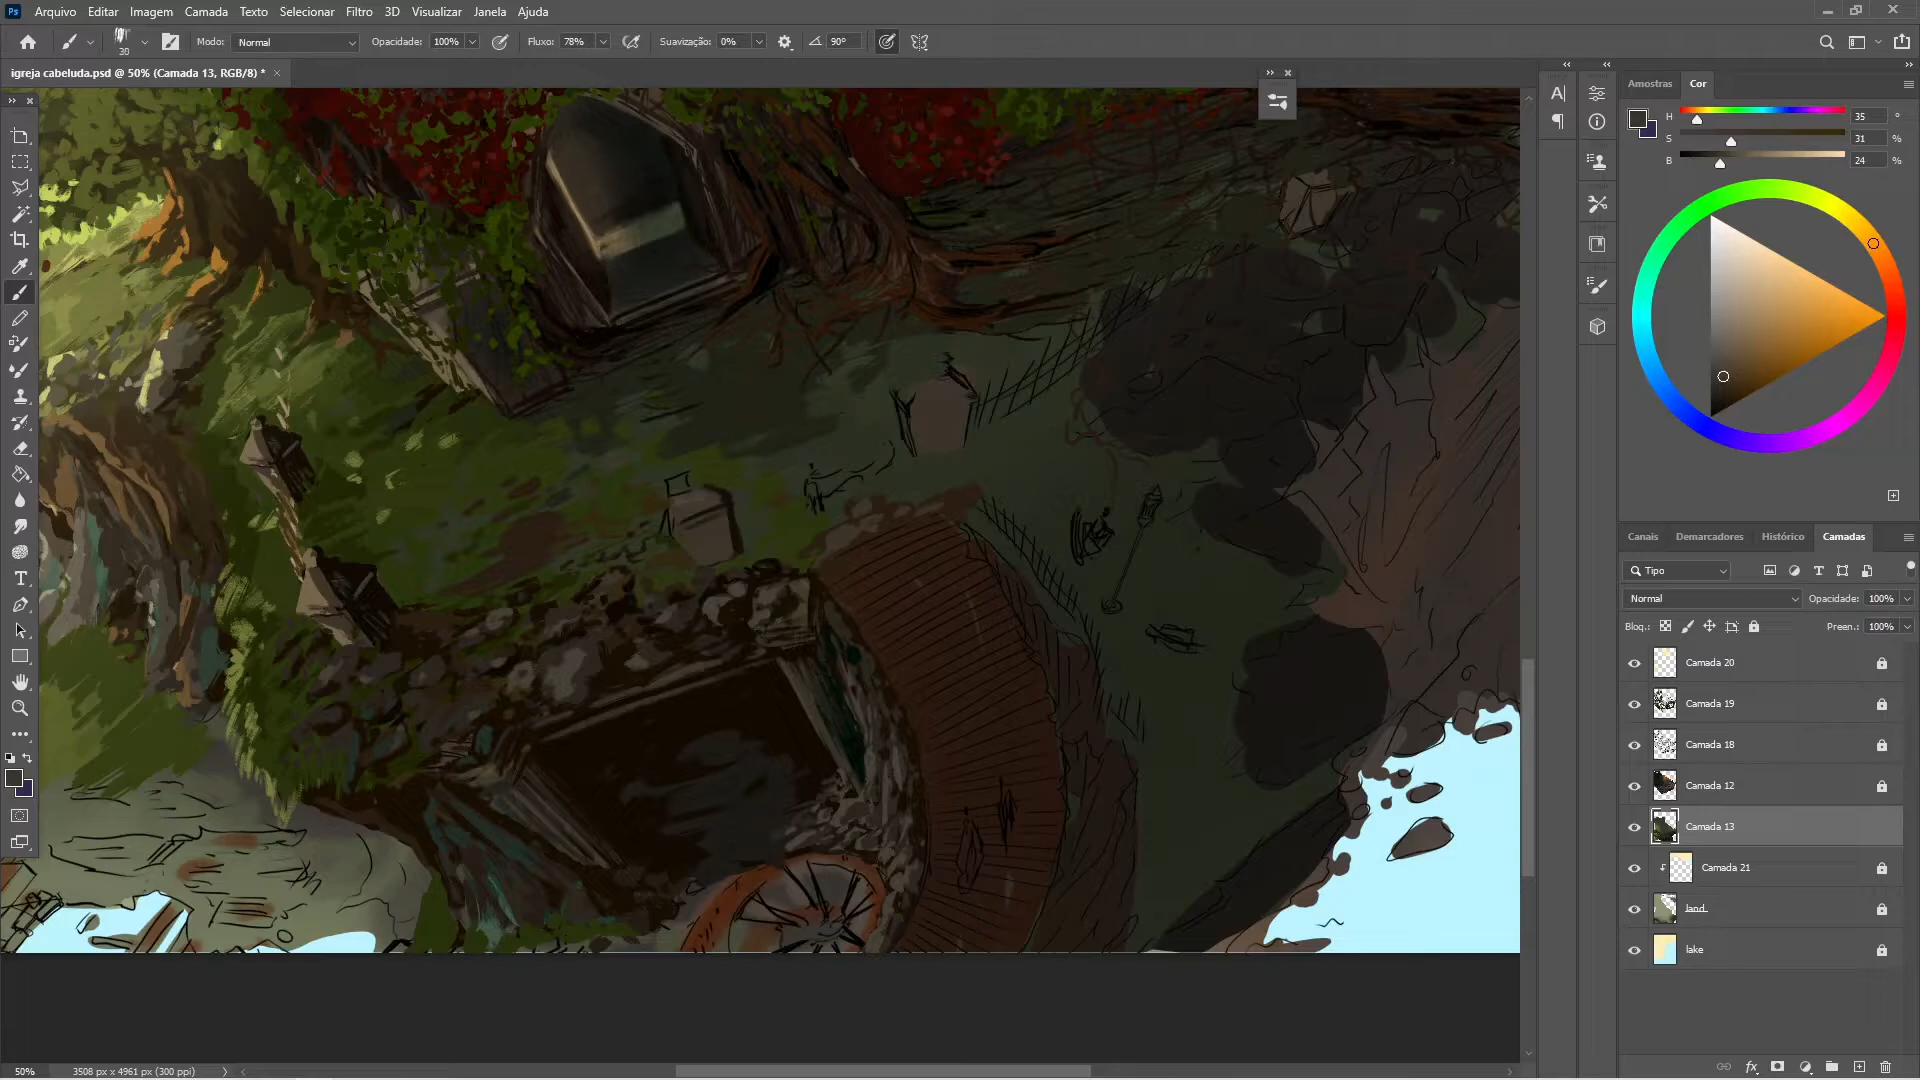 Ps Arquivo Editar Imagem Camada Texto Selecionar Filtro 3D Visualizar Janela Ajuda
30 Modo: Normal Opacidade: 100% Fluxo: 78% Suavização: 0% 90°
igreja cabeluda.psd @ 50% (Camada 13, RGB/8) *
Amostras Cor
H 35 °
S 31 %
B 24 %
Canais Demarcadores Histórico Camadas
Tipo
Normal Opacidade: 100%
Bloq.: Preen.: 100%
Camada 20
Camada 19
Camada 18
Camada 12
Camada 13
Camada 21
land
lake
50% 3508 px x 4961 px (300 ppi)